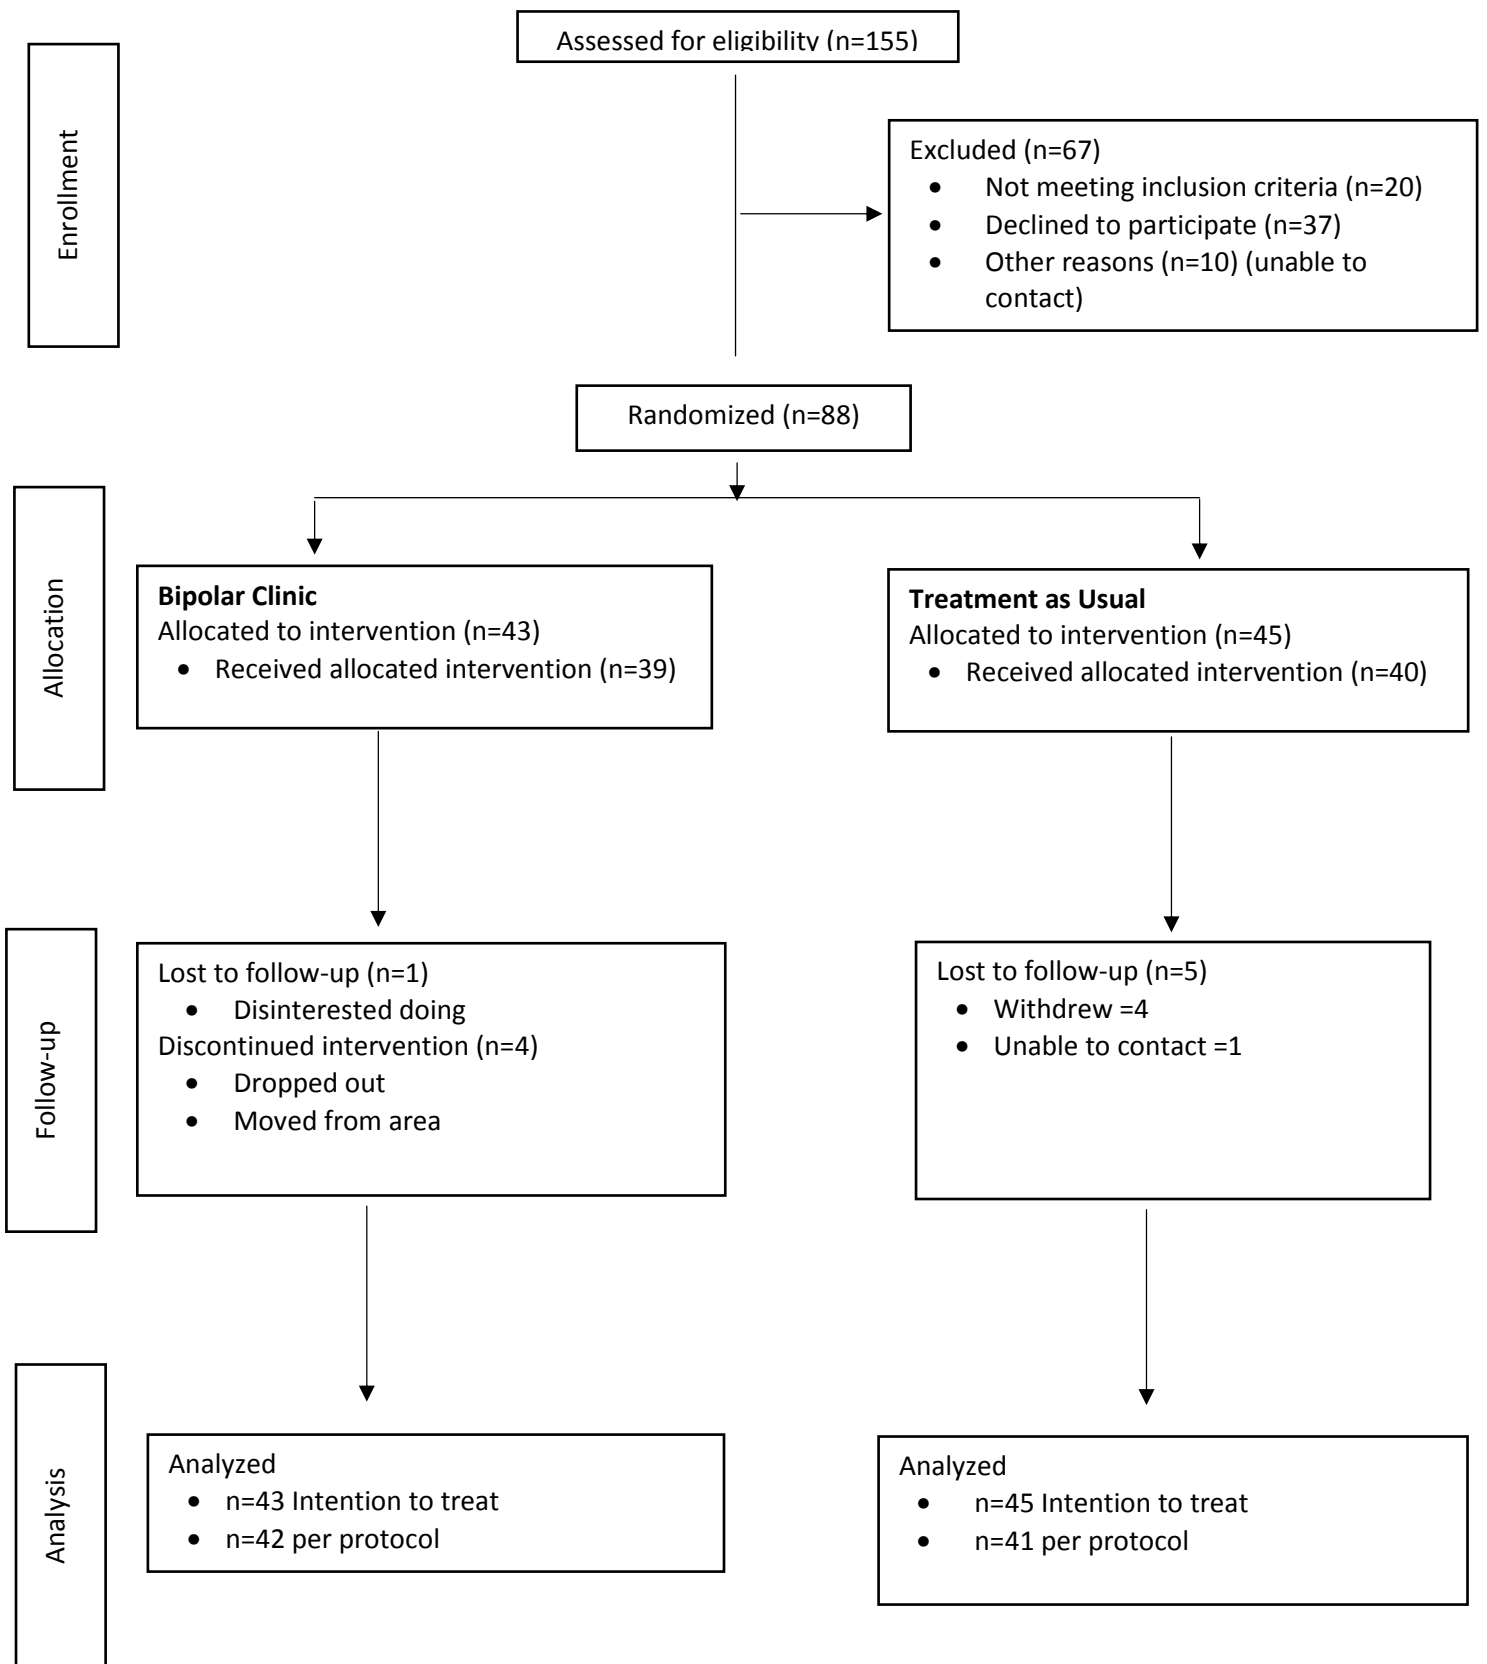 Assessed for eligibility (n=155)
Enrollment
Excluded (n=67)
• Not meeting inclusion criteria (n=20)
• Declined to participate (n=37)
• Other reasons (n=10) (unable to
contact)
Randomized (n=88)
Allocation
Bipolar Clinic
Allocated to intervention (n=43)
• Received allocated intervention (n=39)
Treatment as Usual
Allocated to intervention (n=45)
• Received allocated intervention (n=40)
Follow-up
Lost to follow-up (n=1)
• Disinterested doing
Discontinued intervention (n=4)
• Dropped out
• Moved from area
Lost to follow-up (n=5)
• Withdrew =4
• Unable to contact =1
Analysis
Analyzed
• n=43 Intention to treat
• n=42 per protocol
Analyzed
• n=45 Intention to treat
• n=41 per protocol